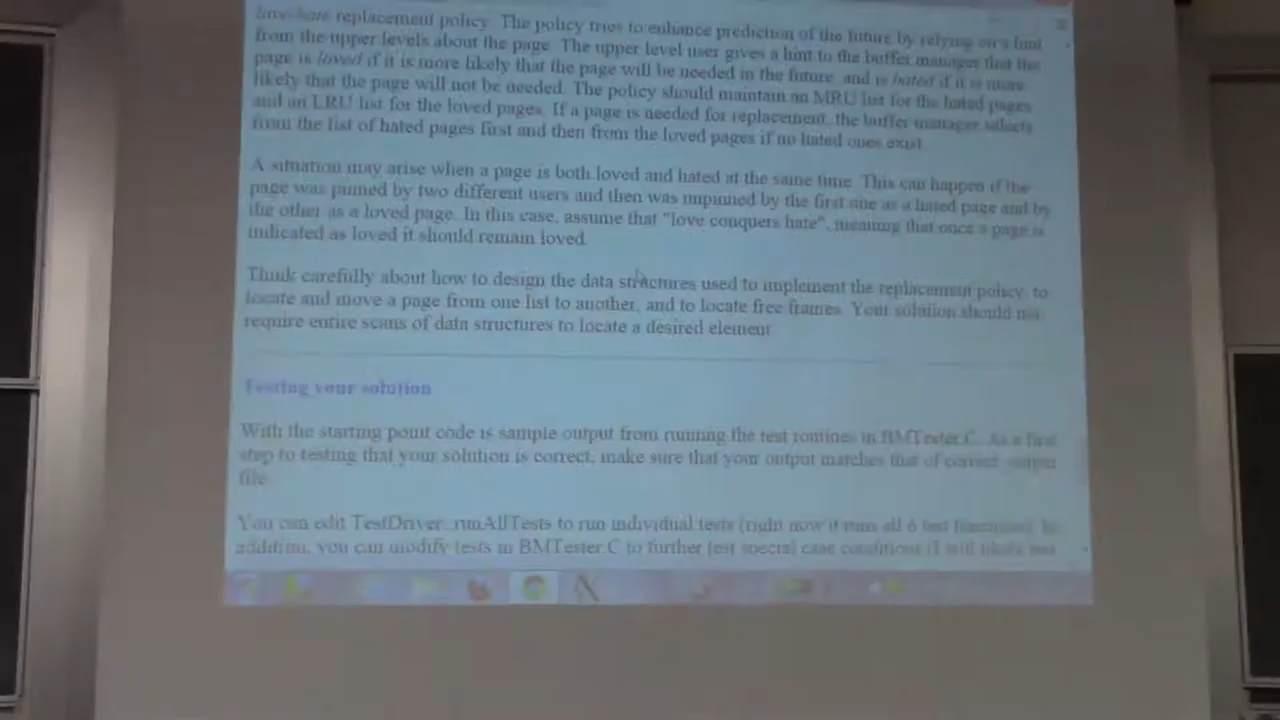 love-hate replacement policy. The policy tries to enhance prediction of the future by relying on a hint
from the upper levels about the page. The upper level user gives a hint to the buffer manager that the
page is loved if it is more likely that the page will be needed in the future, and is hated if it is more
likely that the page will not be needed. The policy should maintain an MRU list for the hated pages
and an LRU list for the loved pages. If a page is needed for replacement, the buffer manager selects
from the list of hated pages first and then from the loved pages if no hated ones exist.
A situation may arise when a page is both loved and hated at the same time. This can happen if the
page was pinned by two different users and then was unpinned by the first one as a hated page and by
the other as a loved page. In this case, assume that "love conquers hate", meaning that once a page is
indicated as loved it should remain loved.
Think carefully about how to design the data structures used to implement the replacement policy, to
locate and move a page from one list to another, and to locate free frames. Your solution should not
require entire scans of data structures to locate a desired element.
Testing your solution
With the starting point code is sample output from running the test routines in BMTester.C. As a first
step to testing that your solution is correct, make sure that your output matches that of correct output
file.
You can edit TestDriver::runAllTests to run individual tests (right now it runs all 6 test functions). In
addition, you can modify tests in BMTester.C to further test special case conditions (I will likely use